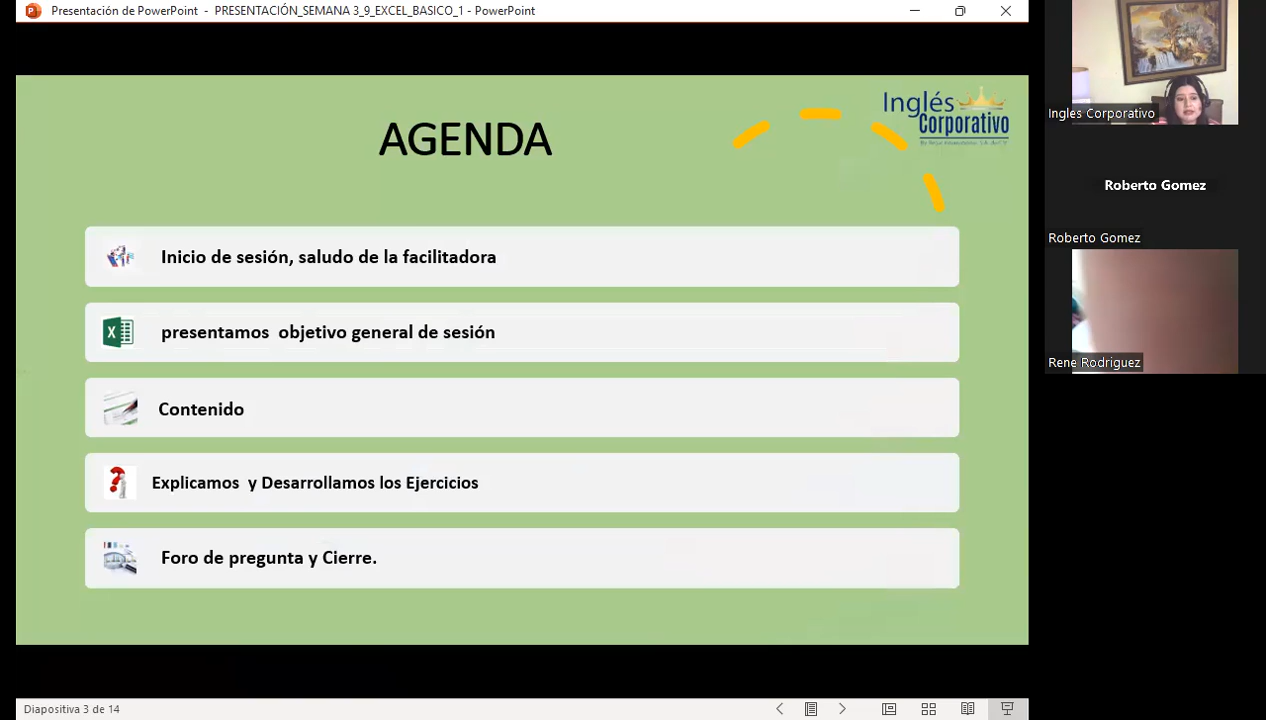 Presentación de PowerPoint - PRESENTACIÓN_SEMANA 3_9_EXCEL_BASICO_1 - PowerPoint
Inglés
Corporativo
AGENDA
Inicio de sesión, saludo de la facilitadora
presentamos objetivo general de sesión
Contenido
Explicamos y Desarrollamos los Ejercicios
Foro de pregunta y Cierre.
Diapositiva 3 de 14
Ingles Corporativo
Roberto Gomez
Roberto Gomez
Rene Rodriguez